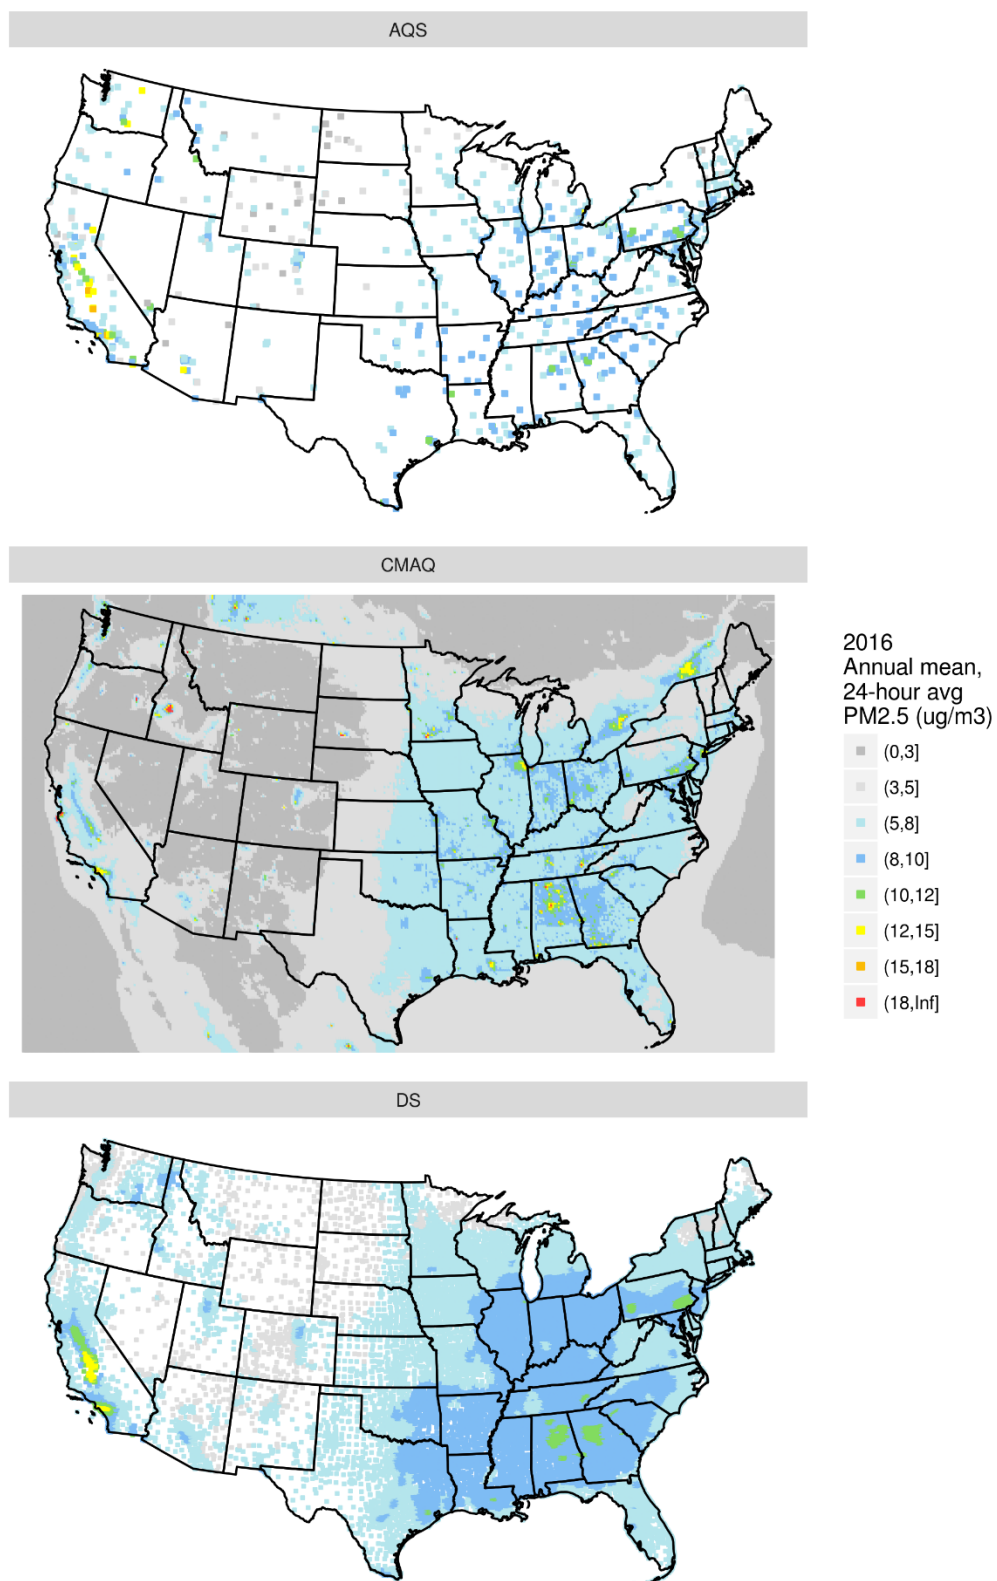 AQS
CMAQ
2016
Annual mean,
24-hour avg
PM2.5 (ug/m3)
(0,3]
(3,5]
(5,8]
(8,10]
(10,12]
(12,15]
(15,18]
(18,Inf]
DS